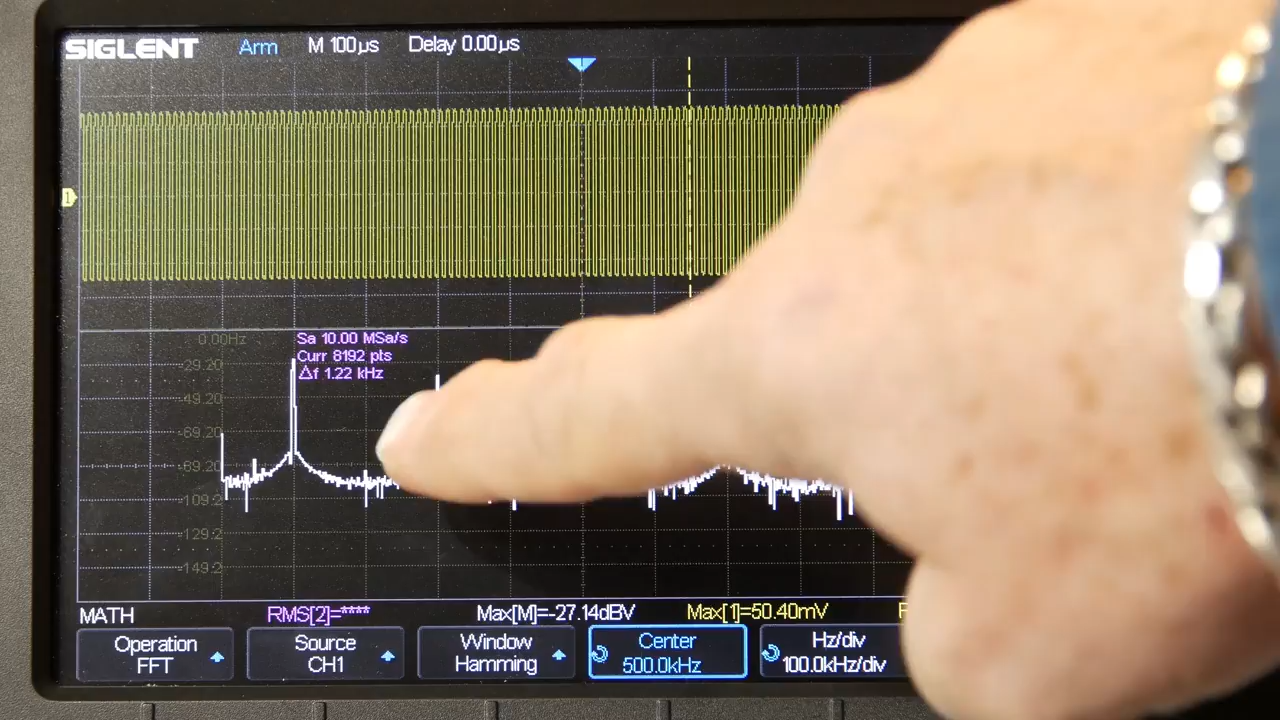 SIGLENT Arm M 100µs Delay 0.00µs
1
0.00Hz Sa 10.00 MSa/s
-29.20 Curr 8192 pts
Δf 1.22 kHz
-49.20
-69.20
-89.20
-109.2
-129.2
-149.2
MATH RMS[2]=**** Max[M]=-27.14dBV Max[1]=50.40mV
Operation Source Window Center Hz/div
FFT CH1 Hamming 500.0kHz 100.0kHz/div